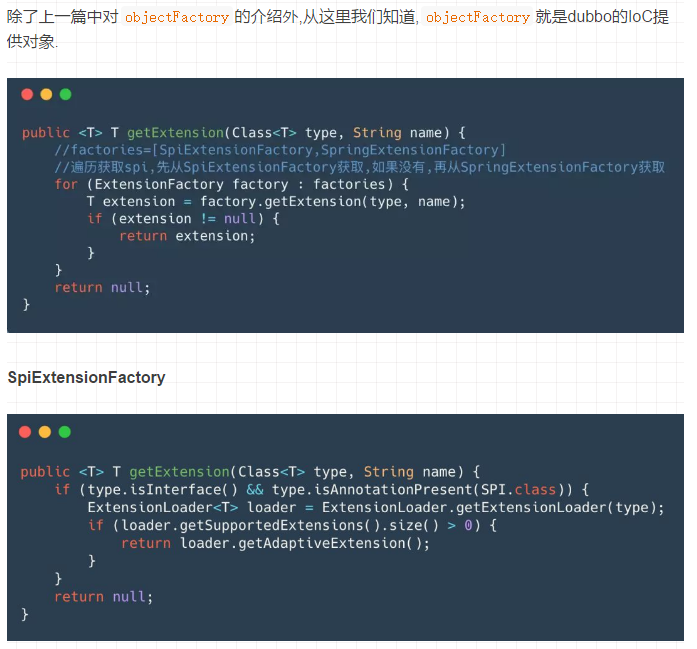 除了上一篇中对 objectFactory 的介绍外,从这里我们知道, objectFactory 就是dubbo的IoC提
供对象.
public <T> T getExtension(Class<T> type, String name) {
    //factories=[SpiExtensionFactory,SpringExtensionFactory]
    //遍历获取spi,先从SpiExtensionFactory获取,如果没有,再从SpringExtensionFactory获取
    for (ExtensionFactory factory : factories) {
        T extension = factory.getExtension(type, name);
        if (extension != null) {
            return extension;
        }
    }
    return null;
}
SpiExtensionFactory
public <T> T getExtension(Class<T> type, String name) {
    if (type.isInterface() && type.isAnnotationPresent(SPI.class)) {
        ExtensionLoader<T> loader = ExtensionLoader.getExtensionLoader(type);
        if (loader.getSupportedExtensions().size() > 0) {
            return loader.getAdaptiveExtension();
        }
    }
    return null;
}